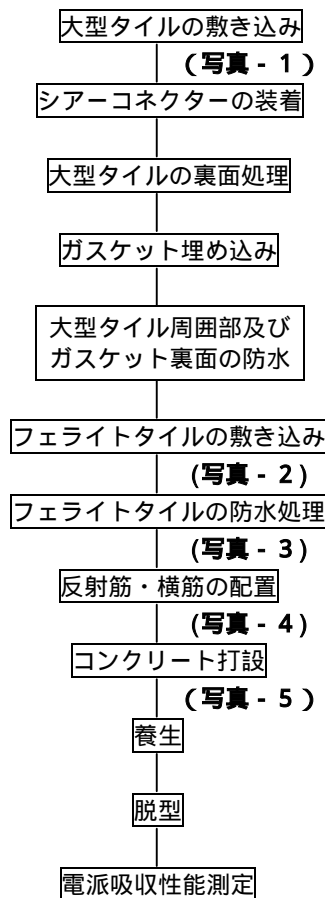 大型タイルの敷き込み
（写真 - 1 ）
シアーコネクターの装着
大型タイルの裏面処理
ガスケット埋め込み
大型タイル周囲部及び
ガスケット裏面の防水
フェライトタイルの敷き込み
(写真 - 2 )
フェライトタイルの防水処理
(写真 - 3 )
反射筋・横筋の配置
(写真 - 4 )
コンクリート打設
（写真 - 5 ）
養生
脱型
電派吸収性能測定